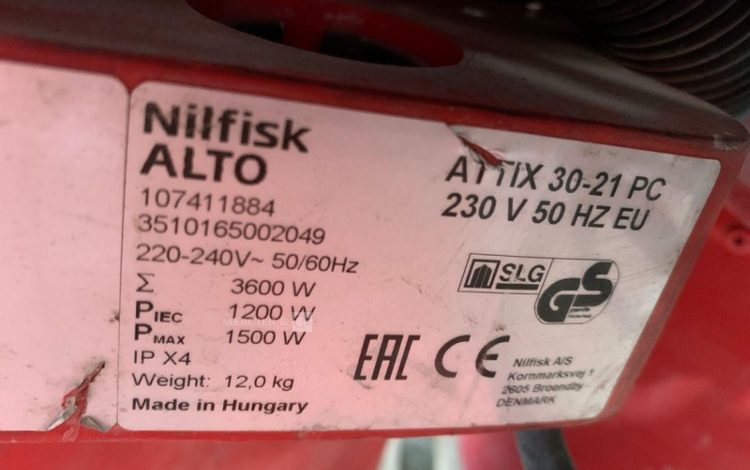 Nilfisk
ALTO
107411884
3510165002049
220-240V~ 50/60Hz
Σ 3600 W
PIEC 1200 W
PMAX 1500 W
IP X4
Weight: 12,0 kg
Made in Hungary
ATTIX 30-21 PC
230 V 50 HZ EU
SLG
GS
geprüfte
Sicherheit
EAC CE
Nilfisk A/S
Kornmarksvej 1
2605 Broendby
DENMARK